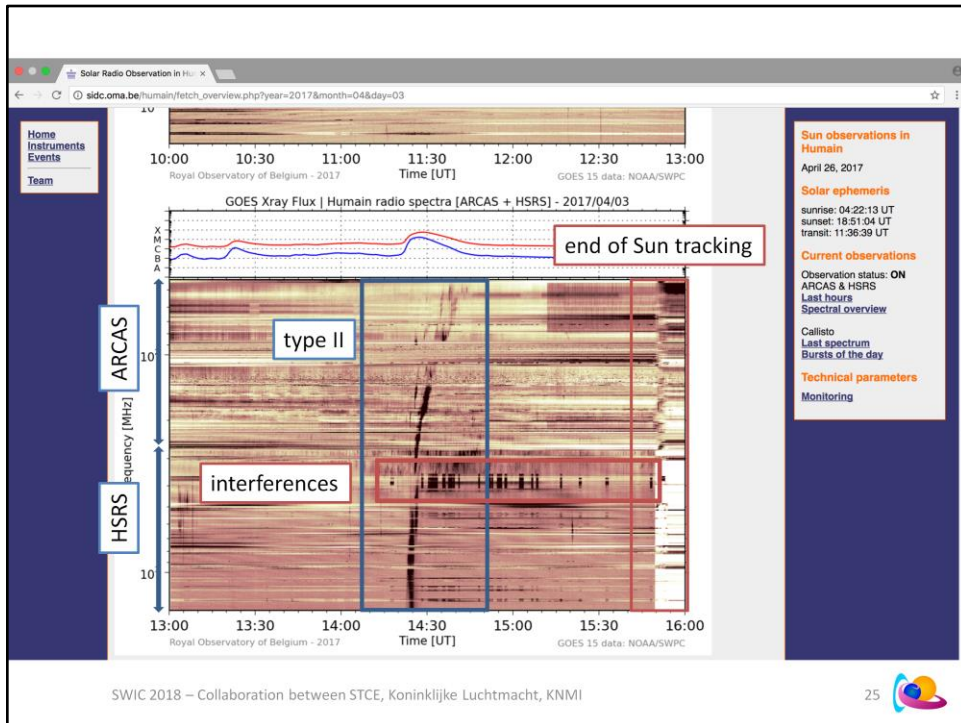 Solar Radio Observation in Hu
sidc.oma.be/humain/fetch_overview.php?year=2017&month=04&day=03
Home
Instruments
Events
Team
10
10:00 10:30 11:00 11:30 12:00 12:30 13:00
Royal Observatory of Belgium - 2017 Time [UT] GOES 15 data: NOAA/SWPC
GOES Xray Flux | Humain radio spectra [ARCAS + HSRS] - 2017/04/03
X
M
C
B
A
end of Sun tracking
ARCAS
type II
10
equency [MHz]
interferences
HSRS
10
13:00 13:30 14:00 14:30 15:00 15:30 16:00
Royal Observatory of Belgium - 2017 Time [UT] GOES 15 data: NOAA/SWPC
Sun observations in
Humain
April 26, 2017
Solar ephemeris
sunrise: 04:22:13 UT
sunset: 18:51:04 UT
transit: 11:36:39 UT
Current observations
Observation status: ON
ARCAS & HSRS
Last hours
Spectral overview
Callisto
Last spectrum
Bursts of the day
Technical parameters
Monitoring
SWIC 2018 – Collaboration between STCE, Koninklijke Luchtmacht, KNMI 25